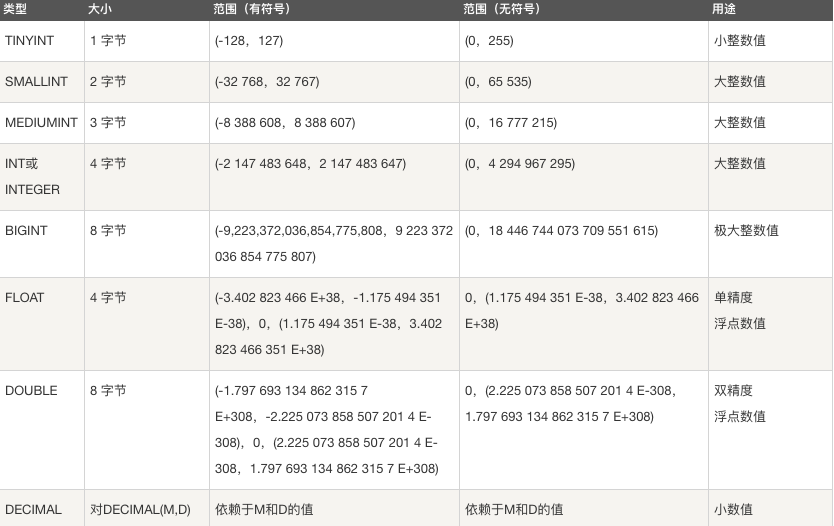 类型 大小 范围（有符号） 范围（无符号） 用途
TINYINT 1 字节 (-128，127) (0，255) 小整数值
SMALLINT 2 字节 (-32 768，32 767) (0，65 535) 大整数值
MEDIUMINT 3 字节 (-8 388 608，8 388 607) (0，16 777 215) 大整数值
INT或 4 字节 (-2 147 483 648，2 147 483 647) (0，4 294 967 295) 大整数值
INTEGER
BIGINT 8 字节 (-9,223,372,036,854,775,808，9 223 372 (0，18 446 744 073 709 551 615) 极大整数值
036 854 775 807)
FLOAT 4 字节 (-3.402 823 466 E+38，-1.175 494 351 0，(1.175 494 351 E-38，3.402 823 466 单精度
E-38)，0，(1.175 494 351 E-38，3.402 E+38) 浮点数值
823 466 351 E+38)
DOUBLE 8 字节 (-1.797 693 134 862 315 7 0，(2.225 073 858 507 201 4 E-308， 双精度
E+308，-2.225 073 858 507 201 4 E- 1.797 693 134 862 315 7 E+308) 浮点数值
308)，0，(2.225 073 858 507 201 4 E-
308，1.797 693 134 862 315 7 E+308)
DECIMAL 对DECIMAL(M,D) 依赖于M和D的值 依赖于M和D的值 小数值